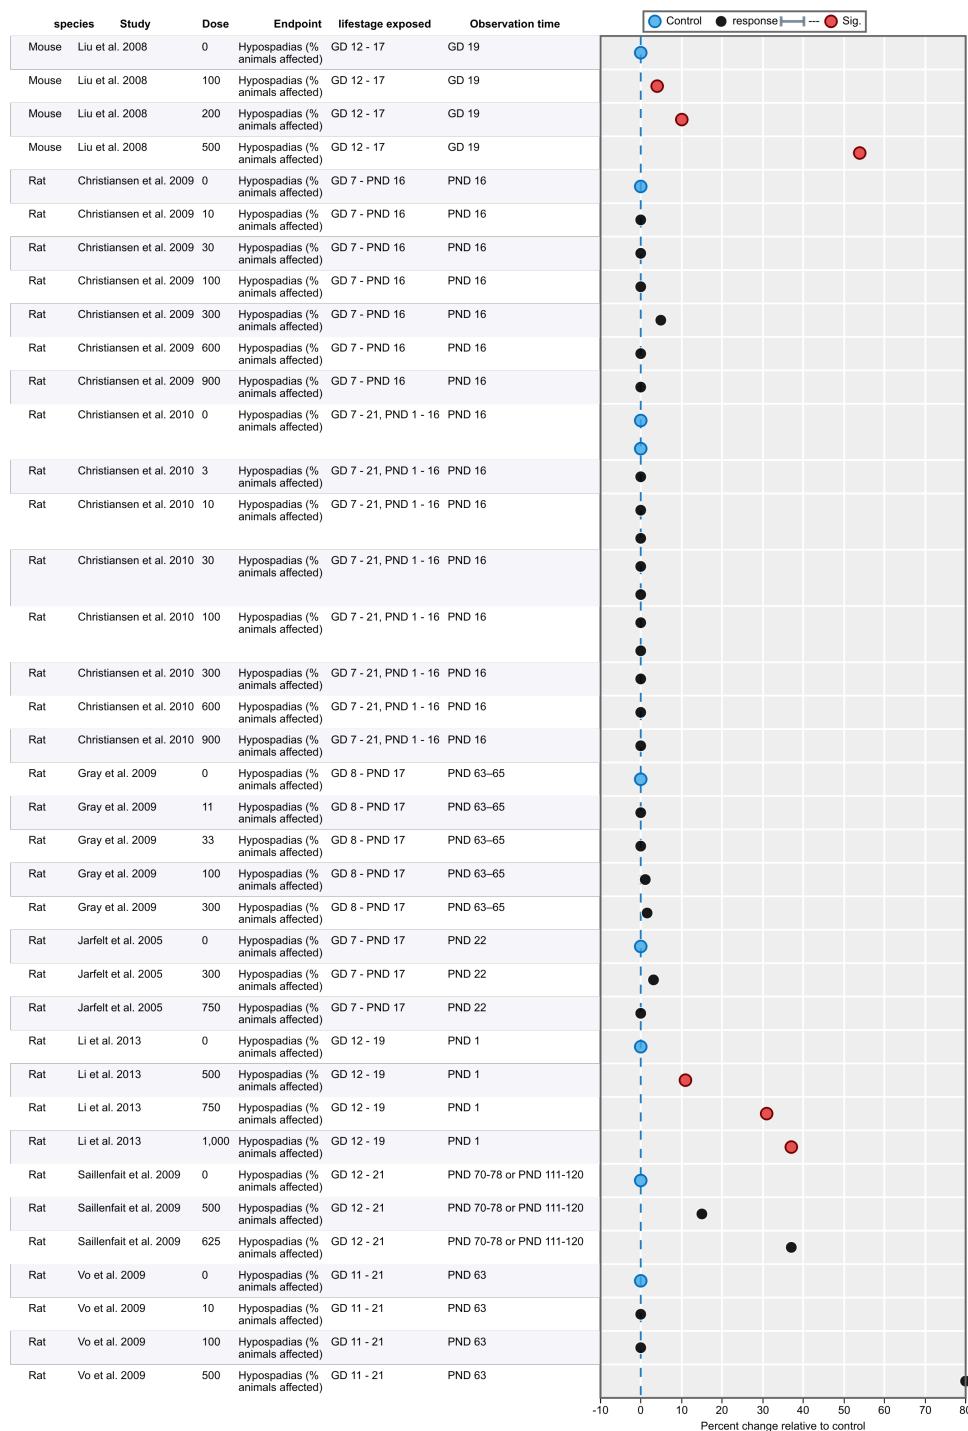 species Study Dose Endpoint lifestage exposed Observation time
Control response --- Sig.
Mouse Liu et al. 2008 0 Hypospadias (% GD 12 - 17 GD 19
animals affected)
Mouse Liu et al. 2008 100 Hypospadias (% GD 12 - 17 GD 19
animals affected)
Mouse Liu et al. 2008 200 Hypospadias (% GD 12 - 17 GD 19
animals affected)
Mouse Liu et al. 2008 500 Hypospadias (% GD 12 - 17 GD 19
animals affected)
Rat Christiansen et al. 2009 0 Hypospadias (% GD 7 - PND 16 PND 16
animals affected)
Rat Christiansen et al. 2009 10 Hypospadias (% GD 7 - PND 16 PND 16
animals affected)
Rat Christiansen et al. 2009 30 Hypospadias (% GD 7 - PND 16 PND 16
animals affected)
Rat Christiansen et al. 2009 100 Hypospadias (% GD 7 - PND 16 PND 16
animals affected)
Rat Christiansen et al. 2009 300 Hypospadias (% GD 7 - PND 16 PND 16
animals affected)
Rat Christiansen et al. 2009 600 Hypospadias (% GD 7 - PND 16 PND 16
animals affected)
Rat Christiansen et al. 2009 900 Hypospadias (% GD 7 - PND 16 PND 16
animals affected)
Rat Christiansen et al. 2010 0 Hypospadias (% GD 7 - 21, PND 1 - 16 PND 16
animals affected)
Rat Christiansen et al. 2010 3 Hypospadias (% GD 7 - 21, PND 1 - 16 PND 16
animals affected)
Rat Christiansen et al. 2010 10 Hypospadias (% GD 7 - 21, PND 1 - 16 PND 16
animals affected)
Rat Christiansen et al. 2010 30 Hypospadias (% GD 7 - 21, PND 1 - 16 PND 16
animals affected)
Rat Christiansen et al. 2010 100 Hypospadias (% GD 7 - 21, PND 1 - 16 PND 16
animals affected)
Rat Christiansen et al. 2010 300 Hypospadias (% GD 7 - 21, PND 1 - 16 PND 16
animals affected)
Rat Christiansen et al. 2010 600 Hypospadias (% GD 7 - 21, PND 1 - 16 PND 16
animals affected)
Rat Christiansen et al. 2010 900 Hypospadias (% GD 7 - 21, PND 1 - 16 PND 16
animals affected)
Rat Gray et al. 2009 0 Hypospadias (% GD 8 - PND 17 PND 63–65
animals affected)
Rat Gray et al. 2009 11 Hypospadias (% GD 8 - PND 17 PND 63–65
animals affected)
Rat Gray et al. 2009 33 Hypospadias (% GD 8 - PND 17 PND 63–65
animals affected)
Rat Gray et al. 2009 100 Hypospadias (% GD 8 - PND 17 PND 63–65
animals affected)
Rat Gray et al. 2009 300 Hypospadias (% GD 8 - PND 17 PND 63–65
animals affected)
Rat Jarfelt et al. 2005 0 Hypospadias (% GD 7 - PND 17 PND 22
animals affected)
Rat Jarfelt et al. 2005 300 Hypospadias (% GD 7 - PND 17 PND 22
animals affected)
Rat Jarfelt et al. 2005 750 Hypospadias (% GD 7 - PND 17 PND 22
animals affected)
Rat Li et al. 2013 0 Hypospadias (% GD 12 - 19 PND 1
animals affected)
Rat Li et al. 2013 500 Hypospadias (% GD 12 - 19 PND 1
animals affected)
Rat Li et al. 2013 750 Hypospadias (% GD 12 - 19 PND 1
animals affected)
Rat Li et al. 2013 1,000 Hypospadias (% GD 12 - 19 PND 1
animals affected)
Rat Saillenfait et al. 2009 0 Hypospadias (% GD 12 - 21 PND 70-78 or PND 111-120
animals affected)
Rat Saillenfait et al. 2009 500 Hypospadias (% GD 12 - 21 PND 70-78 or PND 111-120
animals affected)
Rat Saillenfait et al. 2009 625 Hypospadias (% GD 12 - 21 PND 70-78 or PND 111-120
animals affected)
Rat Vo et al. 2009 0 Hypospadias (% GD 11 - 21 PND 63
animals affected)
Rat Vo et al. 2009 10 Hypospadias (% GD 11 - 21 PND 63
animals affected)
Rat Vo et al. 2009 100 Hypospadias (% GD 11 - 21 PND 63
animals affected)
Rat Vo et al. 2009 500 Hypospadias (% GD 11 - 21 PND 63
animals affected)
-10 0 10 20 30 40 50 60 70 80
Percent change relative to control